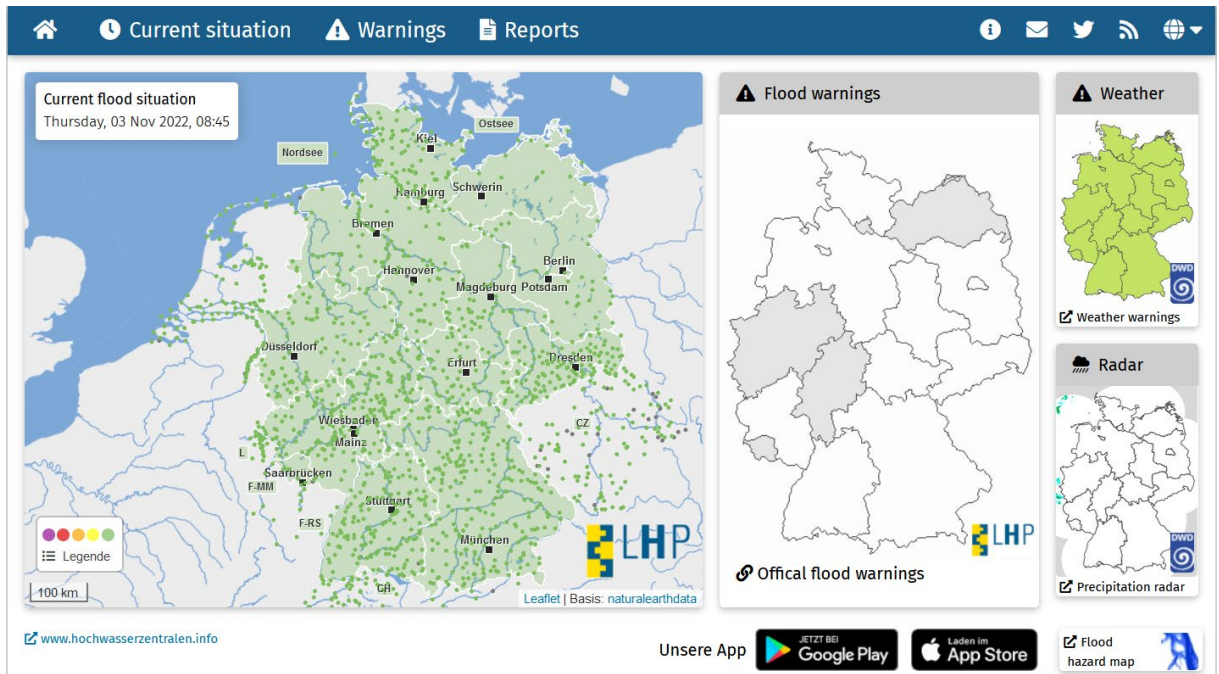 Current situation
Warnings
Reports
Current flood situation
Thursday, 03 Nov 2022, 08:45
Ostsee
Nordsee
Kiel
Hamburg
Schwerin
Bremen
Berlin
Hannover
Magdeburg Potsdam
Düsseldorf
Erfurt
Dresden
Wiesbaden
Mainz
CZ
L
Saarbrücken
F-MM
Stuttgart
F-RS
München
CH
Legende
100 km
LHP
Leaflet | Basis: naturalearthdata
Flood warnings
LHP
Offical flood warnings
Weather
DWD
Weather warnings
Radar
DWD
Precipitation radar
www.hochwasserzentralen.info
Unsere App
JETZT BEI
Google Play
Laden im
App Store
Flood
hazard map